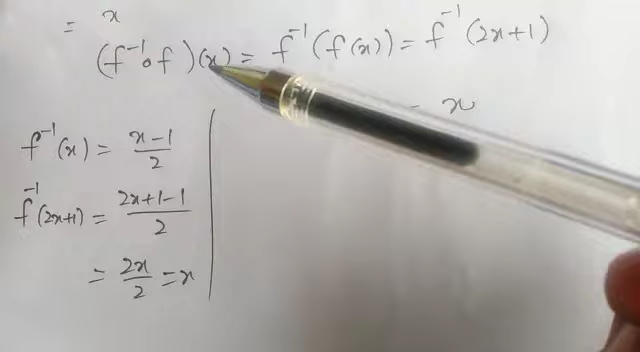 = x
(f⁻¹∘f)(x) = f⁻¹(f(x)) = f⁻¹(2x+1)
= x
f⁻¹(x) = x-1/2
f⁻¹(2x+1) = 2x+1-1/2
= 2x/2 = x